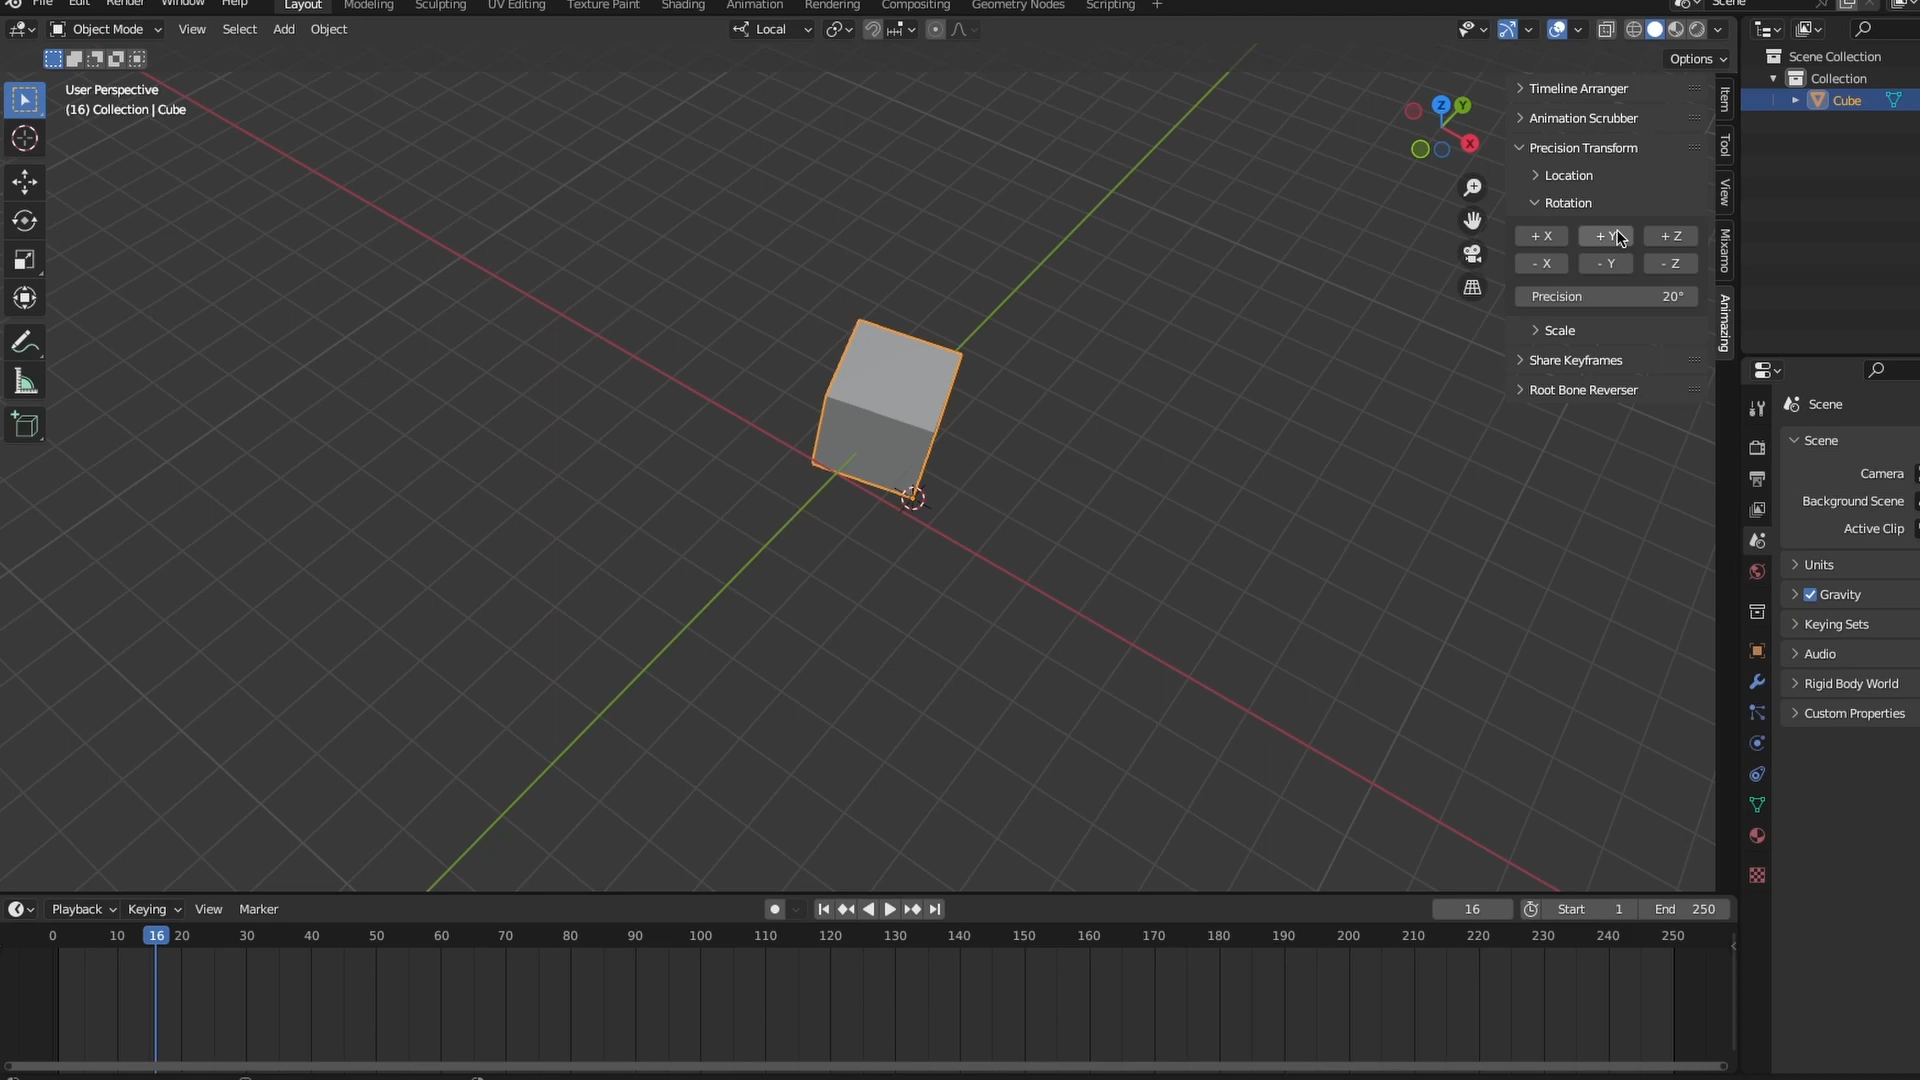 File Edit Render Window Help Layout Modeling Sculpting UV Editing Texture Paint Shading Animation Rendering Compositing Geometry Nodes Scripting + Scene
Object Mode View Select Add Object Local
Options
User Perspective
(16) Collection | Cube
Z Y
X
Timeline Arranger
Animation Scrubber
Precision Transform
Location
Rotation
+ X + Y + Z
- X - Y - Z
Precision 20°
Scale
Share Keyframes
Root Bone Reverser
Item
Tool
View
Mixamo
Animazing
Scene Collection
Collection
Cube
Scene
Scene
Camera
Background Scene
Active Clip
Units
Gravity
Keying Sets
Audio
Rigid Body World
Custom Properties
Playback Keying View Marker 16 Start 1 End 250
0 10 16 20 30 40 50 60 70 80 90 100 110 120 130 140 150 160 170 180 190 200 210 220 230 240 250